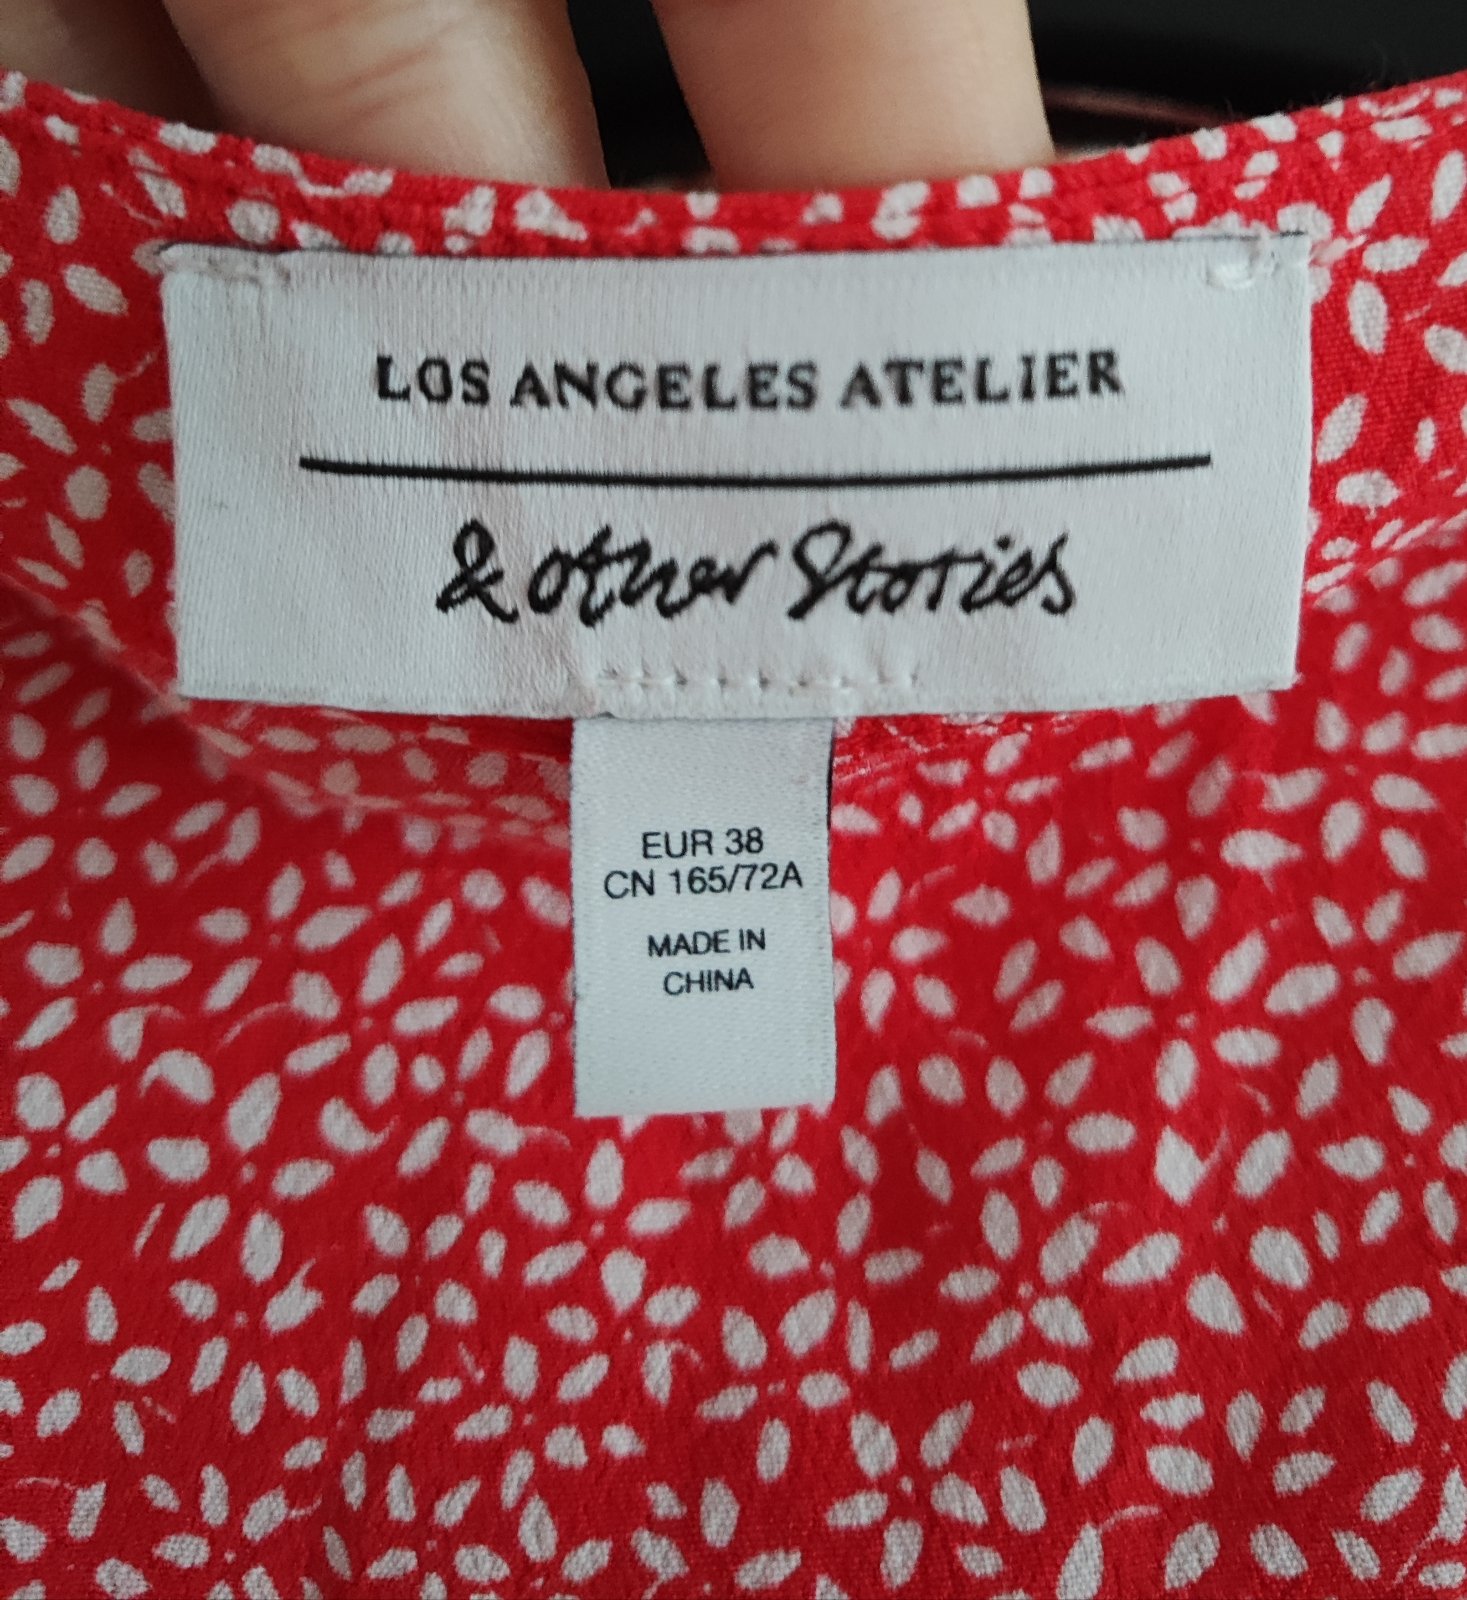 LOS ANGELES ATELIER
& other Stories
EUR 38
CN 165/72A
MADE IN
CHINA